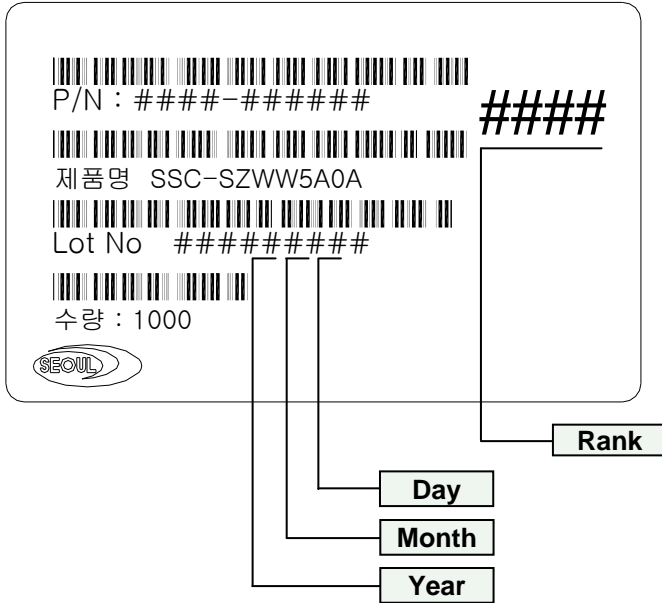 P/N : ####-######
####
제품명 SSC-SZWW5A0A
Lot No #########
수량 : 1000
SEOUL
Rank
Day
Month
Year